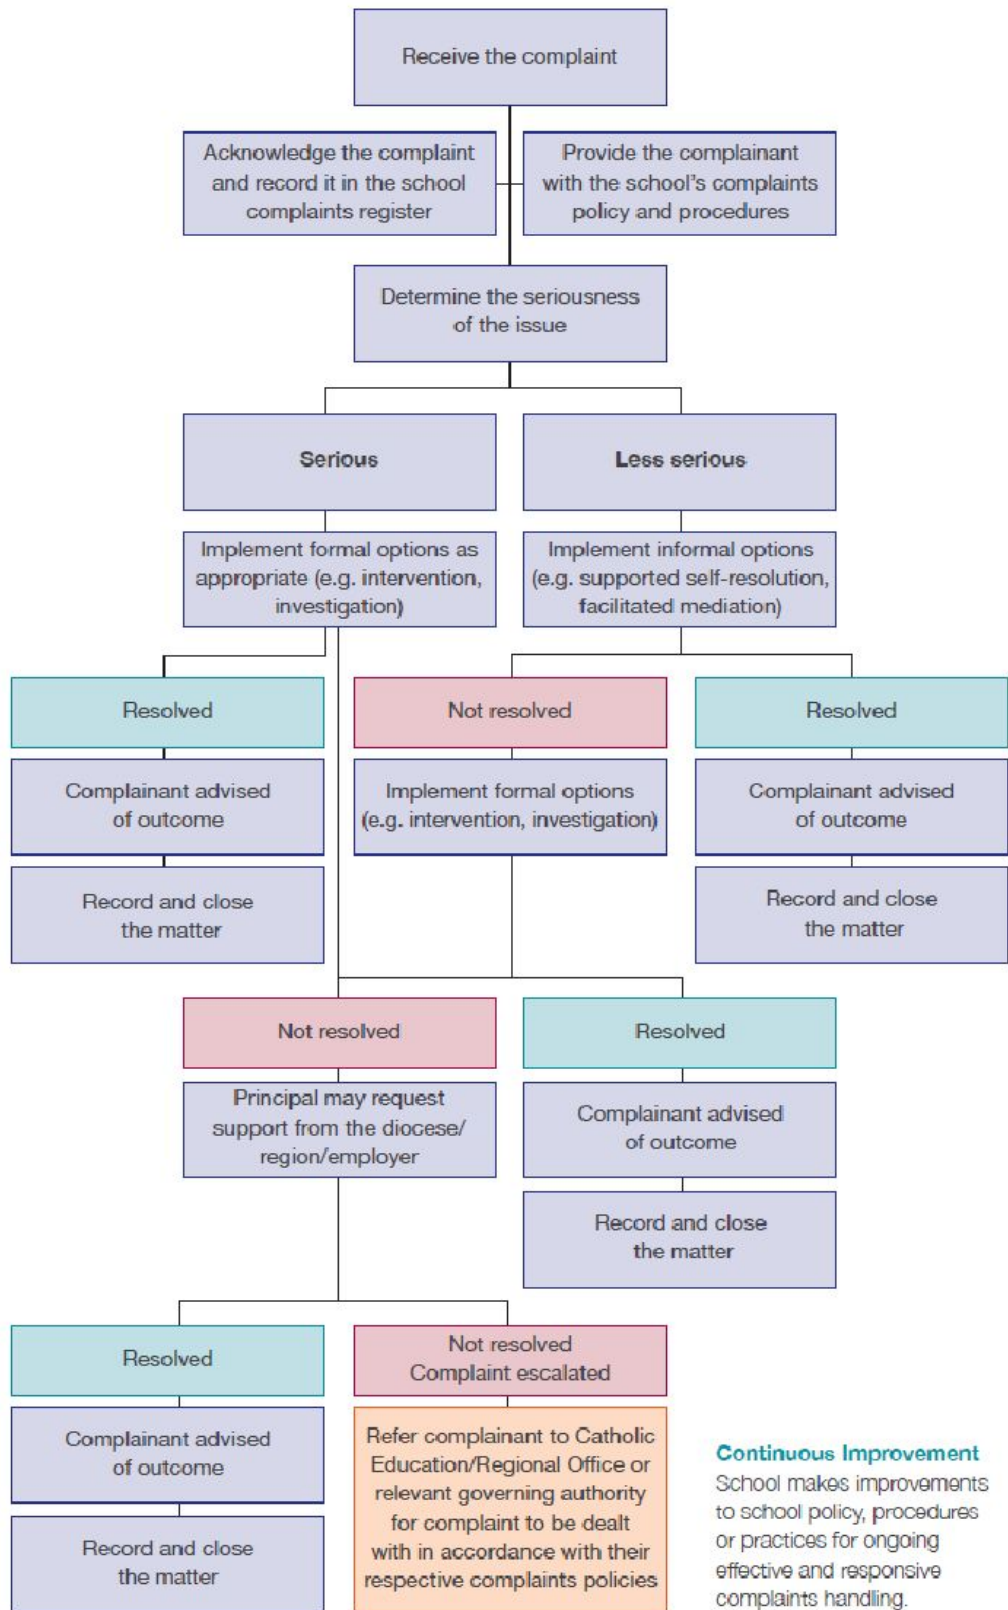 Receive the complaint
Acknowledge the complaint
and record it in the school
complaints register
Provide the complainant
with the school's complaints
policy and procedures
Determine the seriousness
of the issue
Serious
Less serious
Implement formal options as
appropriate (e.g. intervention,
investigation)
Implement informal options
(e.g. supported self-resolution,
facilitated mediation)
Resolved
Not resolved
Resolved
Complainant advised
of outcome
Implement formal options
(e.g. intervention, investigation)
Complainant advised
of outcome
Record and close
the matter
Record and close
the matter
Not resolved
Resolved
Principal may request
support from the diocese/
region/employer
Complainant advised
of outcome
Record and close
the matter
Resolved
Not resolved
Complaint escalated
Complainant advised
of outcome
Refer complainant to Catholic
Education/Regional Office or
relevant governing authority
for complaint to be dealt
with in accordance with their
respective complaints policies
Record and close
the matter
Continuous Improvement
School makes improvements
to school policy, procedures
or practices for ongoing
effective and responsive
complaints handling.